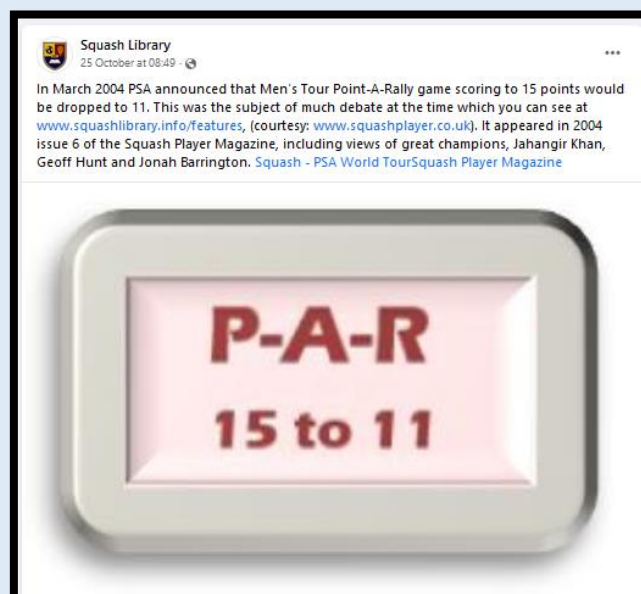 Squash Library
25 October at 08:49 ·
In March 2004 PSA announced that Men's Tour Point-A-Rally game scoring to 15 points would
be dropped to 11. This was the subject of much debate at the time which you can see at
www.squashlibrary.info/features, (courtesy: www.squashplayer.co.uk). It appeared in 2004
issue 6 of the Squash Player Magazine, including views of great champions, Jahangir Khan,
Geoff Hunt and Jonah Barrington. Squash - PSA World TourSquash Player Magazine
P-A-R
15 to 11